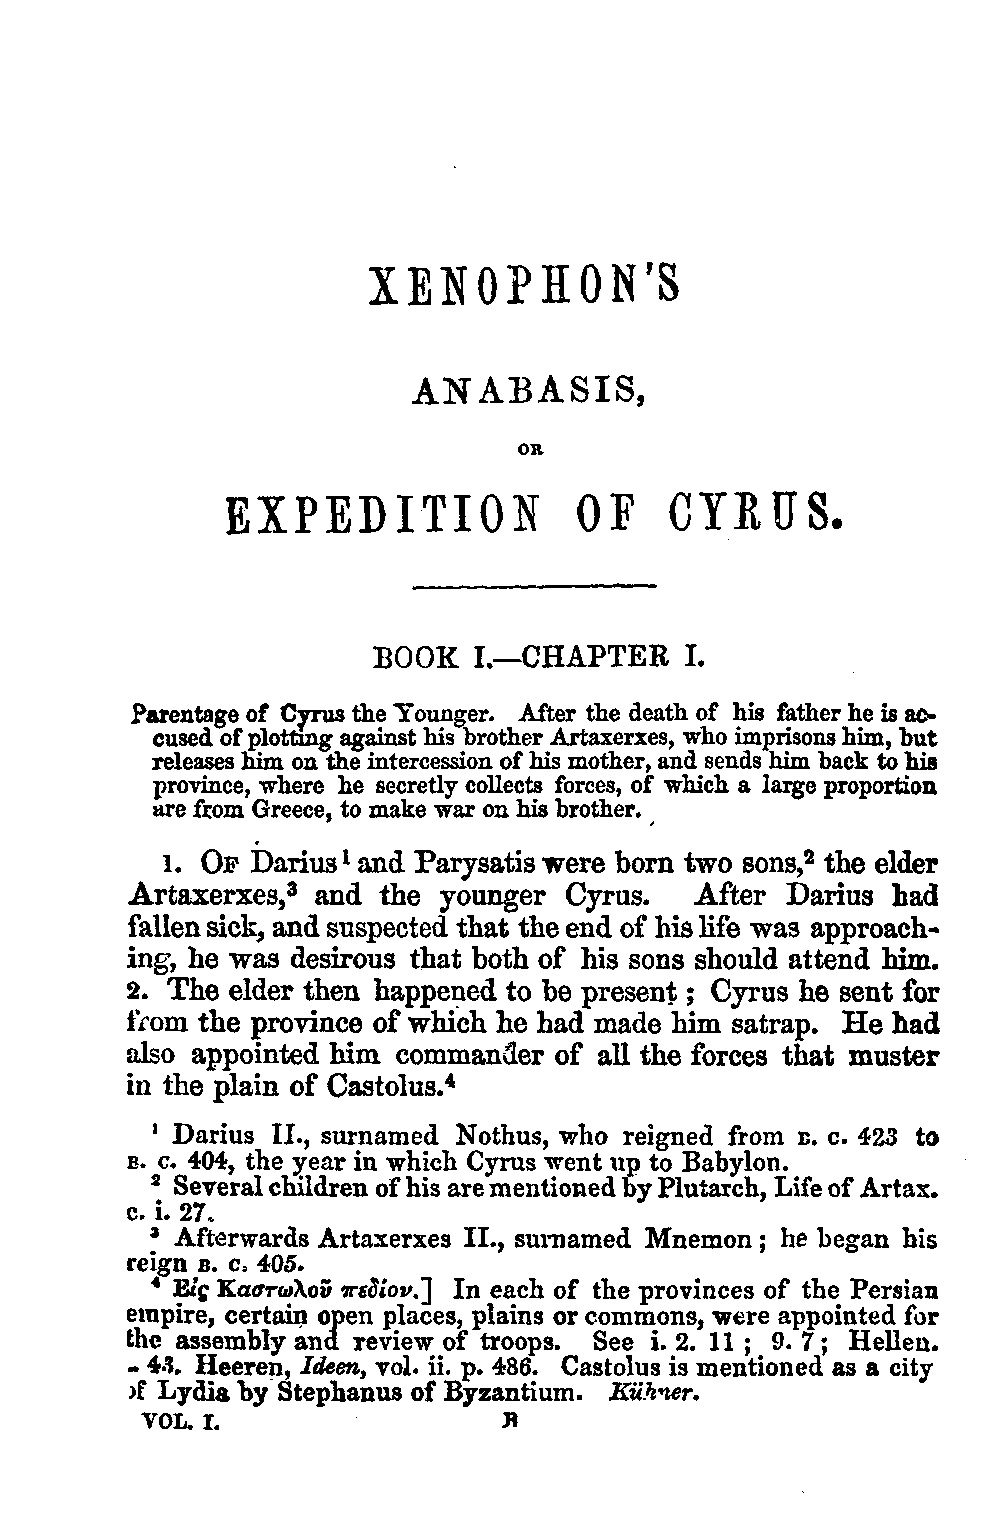 XENOPHON'S
ANABASIS,
OR
EXPEDITION OF CYRUS.
BOOK I.—CHAPTER I.
Parentage of Cyrus the Younger. After the death of his father he is ac-
cused of plotting against his brother Artaxerxes, who imprisons him, but
releases him on the intercession of his mother, and sends him back to his
province, where he secretly collects forces, of which a large proportion
are from Greece, to make war on his brother.
1. OF Darius¹ and Parysatis were born two sons,² the elder
Artaxerxes,³ and the younger Cyrus. After Darius had
fallen sick, and suspected that the end of his life was approach-
ing, he was desirous that both of his sons should attend him.
2. The elder then happened to be present; Cyrus he sent for
from the province of which he had made him satrap. He had
also appointed him commander of all the forces that muster
in the plain of Castolus.⁴
¹ Darius II., surnamed Nothus, who reigned from B. C. 423 to
B. C. 404, the year in which Cyrus went up to Babylon.
² Several children of his are mentioned by Plutarch, Life of Artax.
c. i. 27.
³ Afterwards Artaxerxes II., surnamed Mnemon; he began his
reign B. C. 405.
⁴ Εἰς Καστωλοῦ πεδίον.] In each of the provinces of the Persian
empire, certain open places, plains or commons, were appointed for
the assembly and review of troops. See i. 2. 11; 9. 7; Hellen.
43. Heeren, Ideen, vol. ii. p. 486. Castolus is mentioned as a city
of Lydia by Stephanus of Byzantium. Kühner.
VOL. I. B